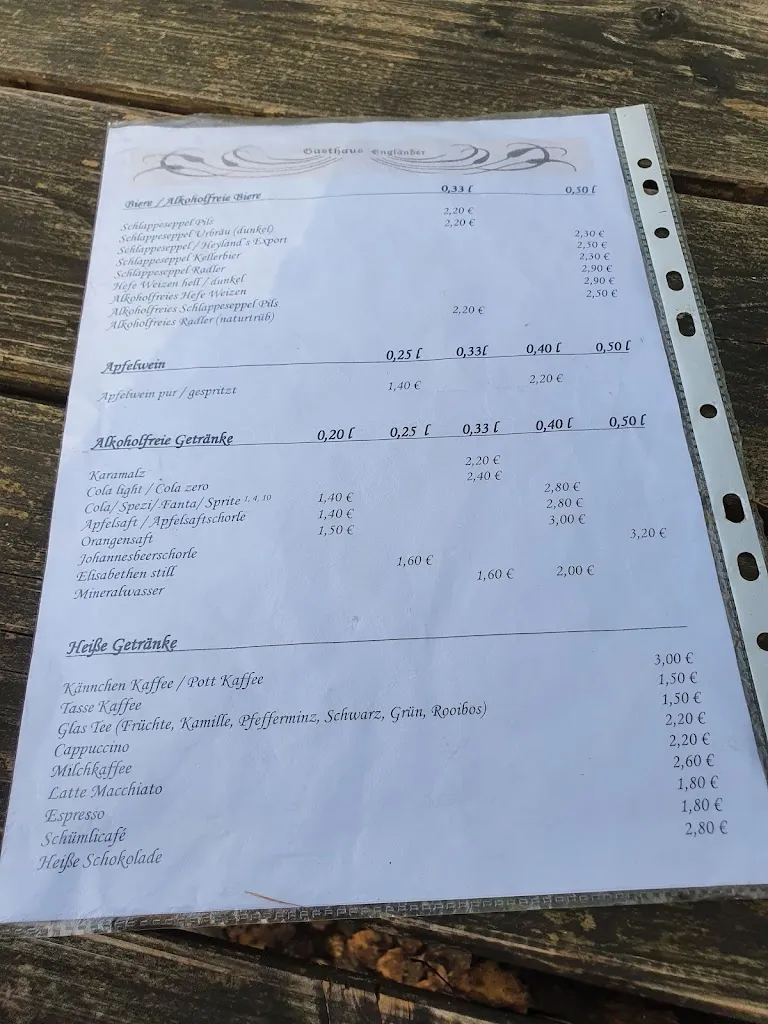 Gasthaus Engländer
Biere / Alkoholfreie Biere 0,33 l 0,50 l
Schlappeseppel Pils 2,20 €
Schlappeseppel Urbräu (dunkel) 2,20 €
Schlappeseppel / Heyland's Export 2,30 €
Schlappeseppel Kellerbier 2,50 €
Schlappeseppel Radler 2,30 €
Hefe Weizen hell / dunkel 2,90 €
Alkoholfreies Hefe Weizen 2,90 €
Alkoholfreies Schlappeseppel Pils 2,50 €
Alkoholfreies Radler (naturtrüb) 2,20 €
Apfelwein 0,25 l 0,33l 0,40 l 0,50 l
Apfelwein pur / gespritzt 1,40 € 2,20 €
Alkoholfreie Getränke 0,20 l 0,25 l 0,33 l 0,40 l 0,50 l
Karamalz 2,20 €
Cola light / Cola zero 2,40 €
Cola/ Spezi/ Fanta/ Sprite 1, 4, 10 1,40 € 2,80 €
Apfelsaft / Apfelsaftschorle 1,40 € 2,80 €
Orangensaft 1,50 € 3,00 €
Johannesbeerschorle 3,20 €
Elisabethen still 1,60 €
Mineralwasser 1,60 € 2,00 €
Heiße Getränke
Kännchen Kaffee / Pott Kaffee 3,00 €
Tasse Kaffee 1,50 €
Glas Tee (Früchte, Kamille, Pfefferminz, Schwarz, Grün, Rooibos) 1,50 €
Cappuccino 2,20 €
Milchkaffee 2,20 €
Latte Macchiato 2,60 €
Espresso 1,80 €
Schümlicafé 1,80 €
Heiße Schokolade 2,80 €